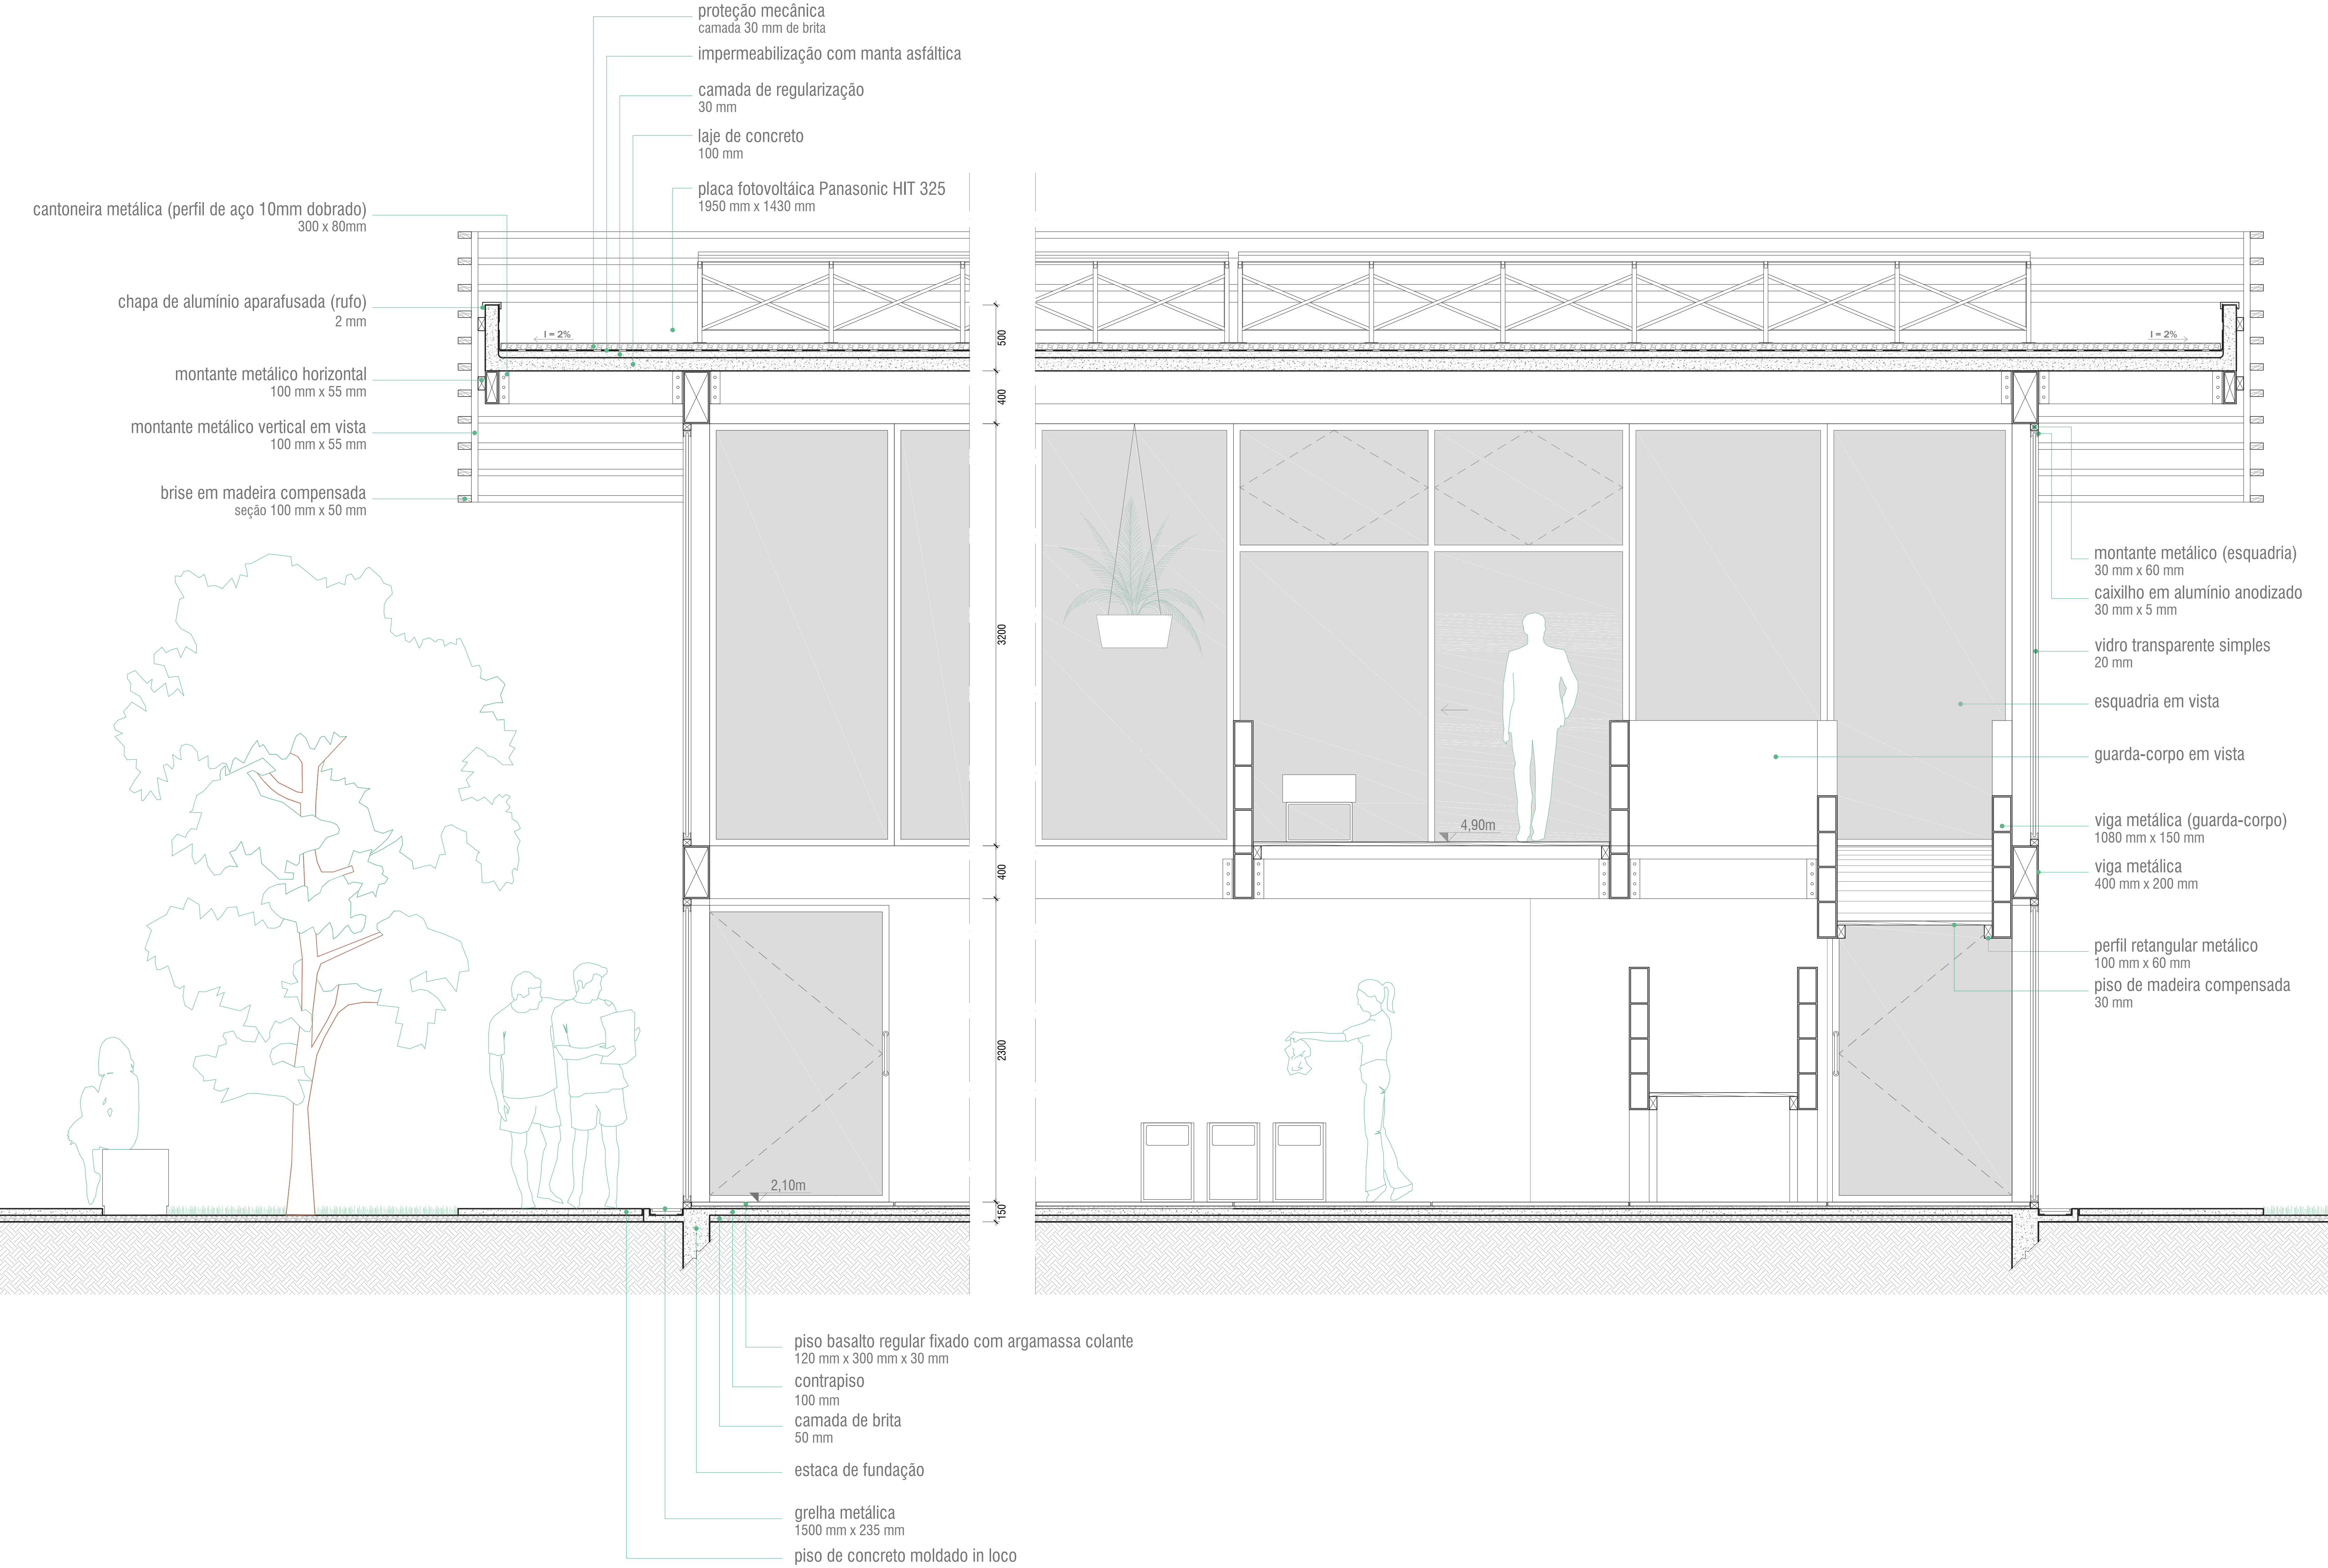 proteção mecânica
camada 30 mm de brita
impermeabilização com manta asfáltica
camada de regularização
30 mm
laje de concreto
100 mm
placa fotovoltáica Panasonic HIT 325
1950 mm x 1430 mm
cantoneira metálica (perfil de aço 10mm dobrado)
300 x 80mm
chapa de alumínio aparafusada (rufo)
2 mm
montante metálico horizontal
100 mm x 55 mm
montante metálico vertical em vista
100 mm x 55 mm
brise em madeira compensada
seção 100 mm x 50 mm
I = 2%
I = 2%
500
400
3200
400
2300
150
4,90m
2,10m
montante metálico (esquadria)
30 mm x 60 mm
caixilho em alumínio anodizado
30 mm x 5 mm
vidro transparente simples
20 mm
esquadria em vista
guarda-corpo em vista
viga metálica (guarda-corpo)
1080 mm x 150 mm
viga metálica
400 mm x 200 mm
perfil retangular metálico
100 mm x 60 mm
piso de madeira compensada
30 mm
piso basalto regular fixado com argamassa colante
120 mm x 300 mm x 30 mm
contrapiso
100 mm
camada de brita
50 mm
estaca de fundação
grelha metálica
1500 mm x 235 mm
piso de concreto moldado in loco